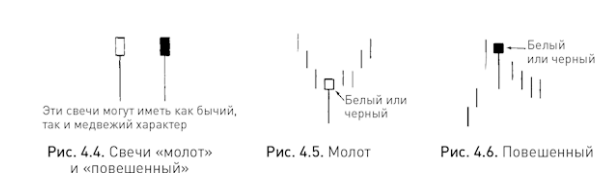 Эти свечи могут иметь как бычий,
так и медвежий характер
Рис. 4.4. Свечи «молот»
и «повешенный»
Белый или
черный
Рис. 4.5. Молот
Белый
или черный
Рис. 4.6. Повешенный